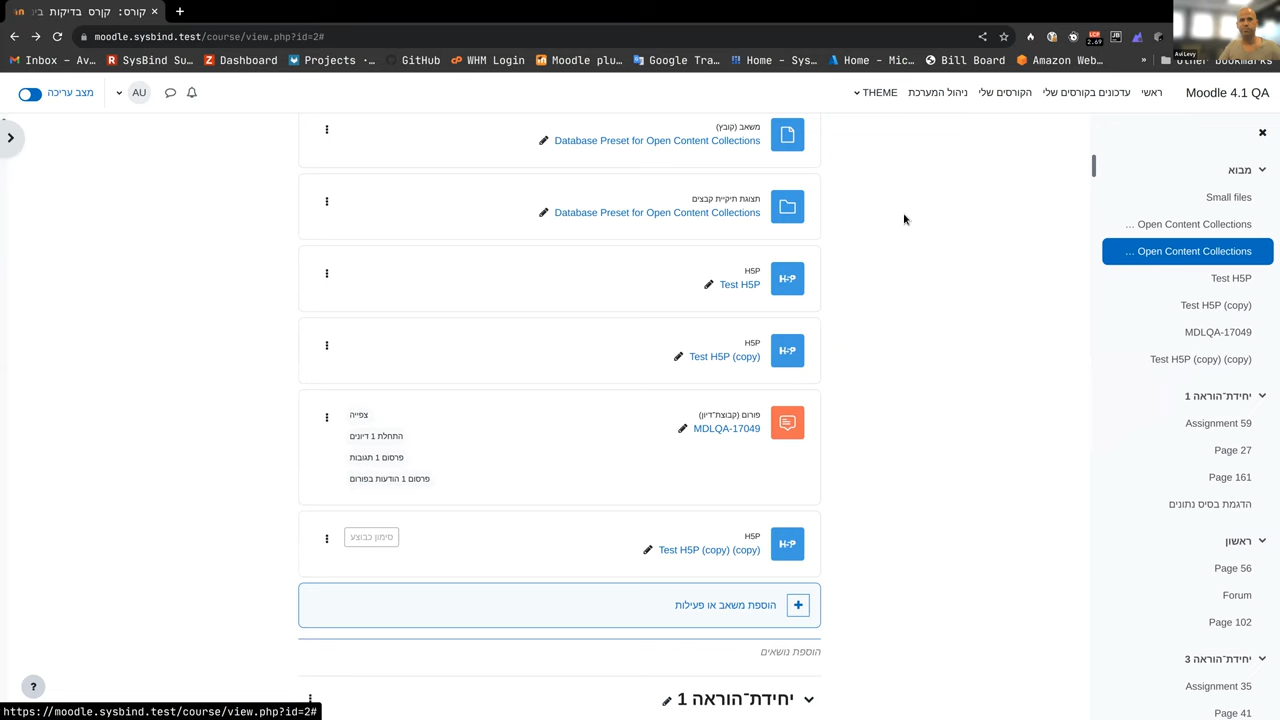 קורס: קורס בדיקות בינ
moodle.sysbind.test/course/view.php?id=2#
LCP
2.69
JB
AviLevy
Inbox - Av…
RysBind Su…
Dashboard
Projects · …
GitHub
WHM Login
Moodle plu…
Google Tra…
Home - Sys…
Home - Mic…
Bill Board
Amazon Web…
»
Other Bookmarks
Moodle 4.1 QA
ראשי
עדכונים בקורסים שלי
הקורסים שלי
ניהול המערכת
THEME
AU
מצב עריכה
משאב (קובץ)
Database Preset for Open Content Collections
תצוגת תיקיית קבצים
Database Preset for Open Content Collections
H5P
Test H5P
H5P
Test H5P (copy)
פורום (קבוצת־דיון)
MDLQA-17049
צפייה
התחלת 1 דיונים
פרסום 1 תגובות
פרסום 1 הודעות בפורום
H5P
Test H5P (copy) (copy)
סימון כבוצע
הוספת משאב או פעילות
הוספת נושאים
יחידת־הוראה 1
מבוא
Small files
... Open Content Collections
... Open Content Collections
Test H5P
Test H5P (copy)
MDLQA-17049
Test H5P (copy) (copy)
יחידת־הוראה 1
Assignment 59
Page 27
Page 161
הדגמת בסיס נתונים
ראשון
Page 56
Forum
Page 102
יחידת־הוראה 3
Assignment 35
Page 41
?
https://moodle.sysbind.test/course/view.php?id=2#